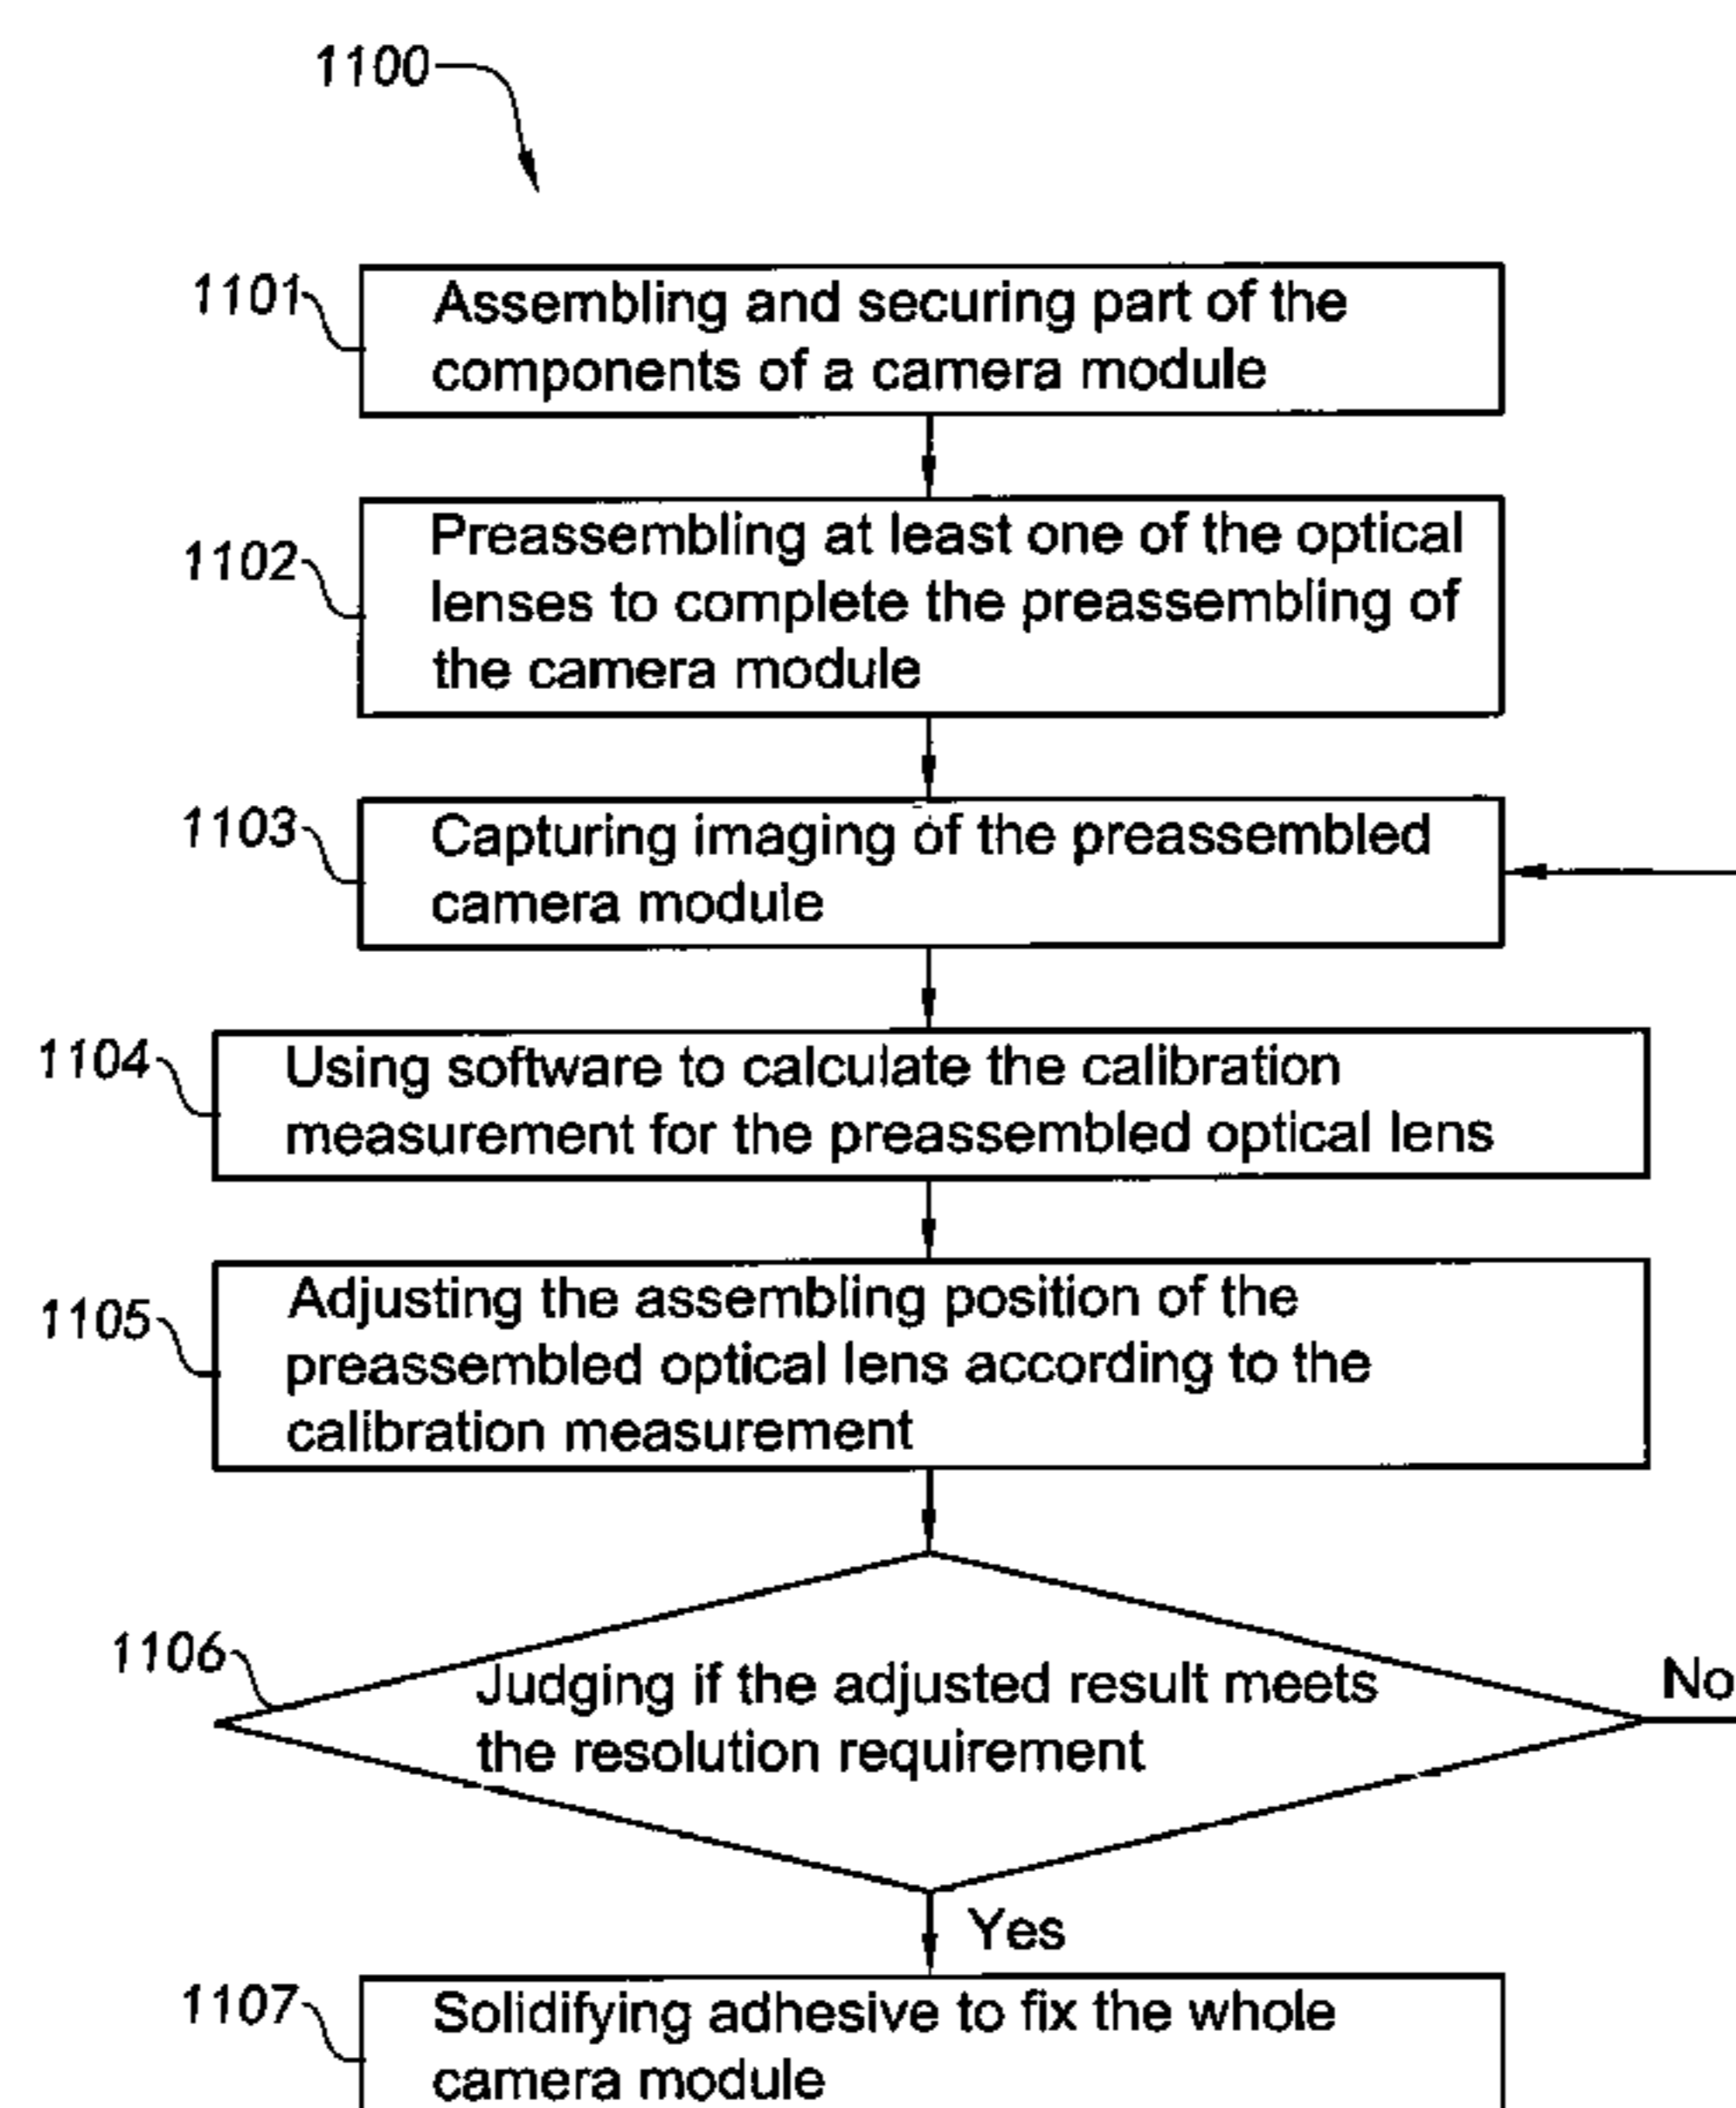 1100
1101
Assembling and securing part of the
components of a camera module
1102
Preassembling at least one of the optical
lenses to complete the preassembling of
the camera module
1103
Capturing imaging of the preassembled
camera module
1104
Using software to calculate the calibration
measurement for the preassembled optical lens
1105
Adjusting the assembling position of the
preassembled optical lens according to the
calibration measurement
1106
Judging if the adjusted result meets
the resolution requirement
No
Yes
1107
Solidifying adhesive to fix the whole
camera module